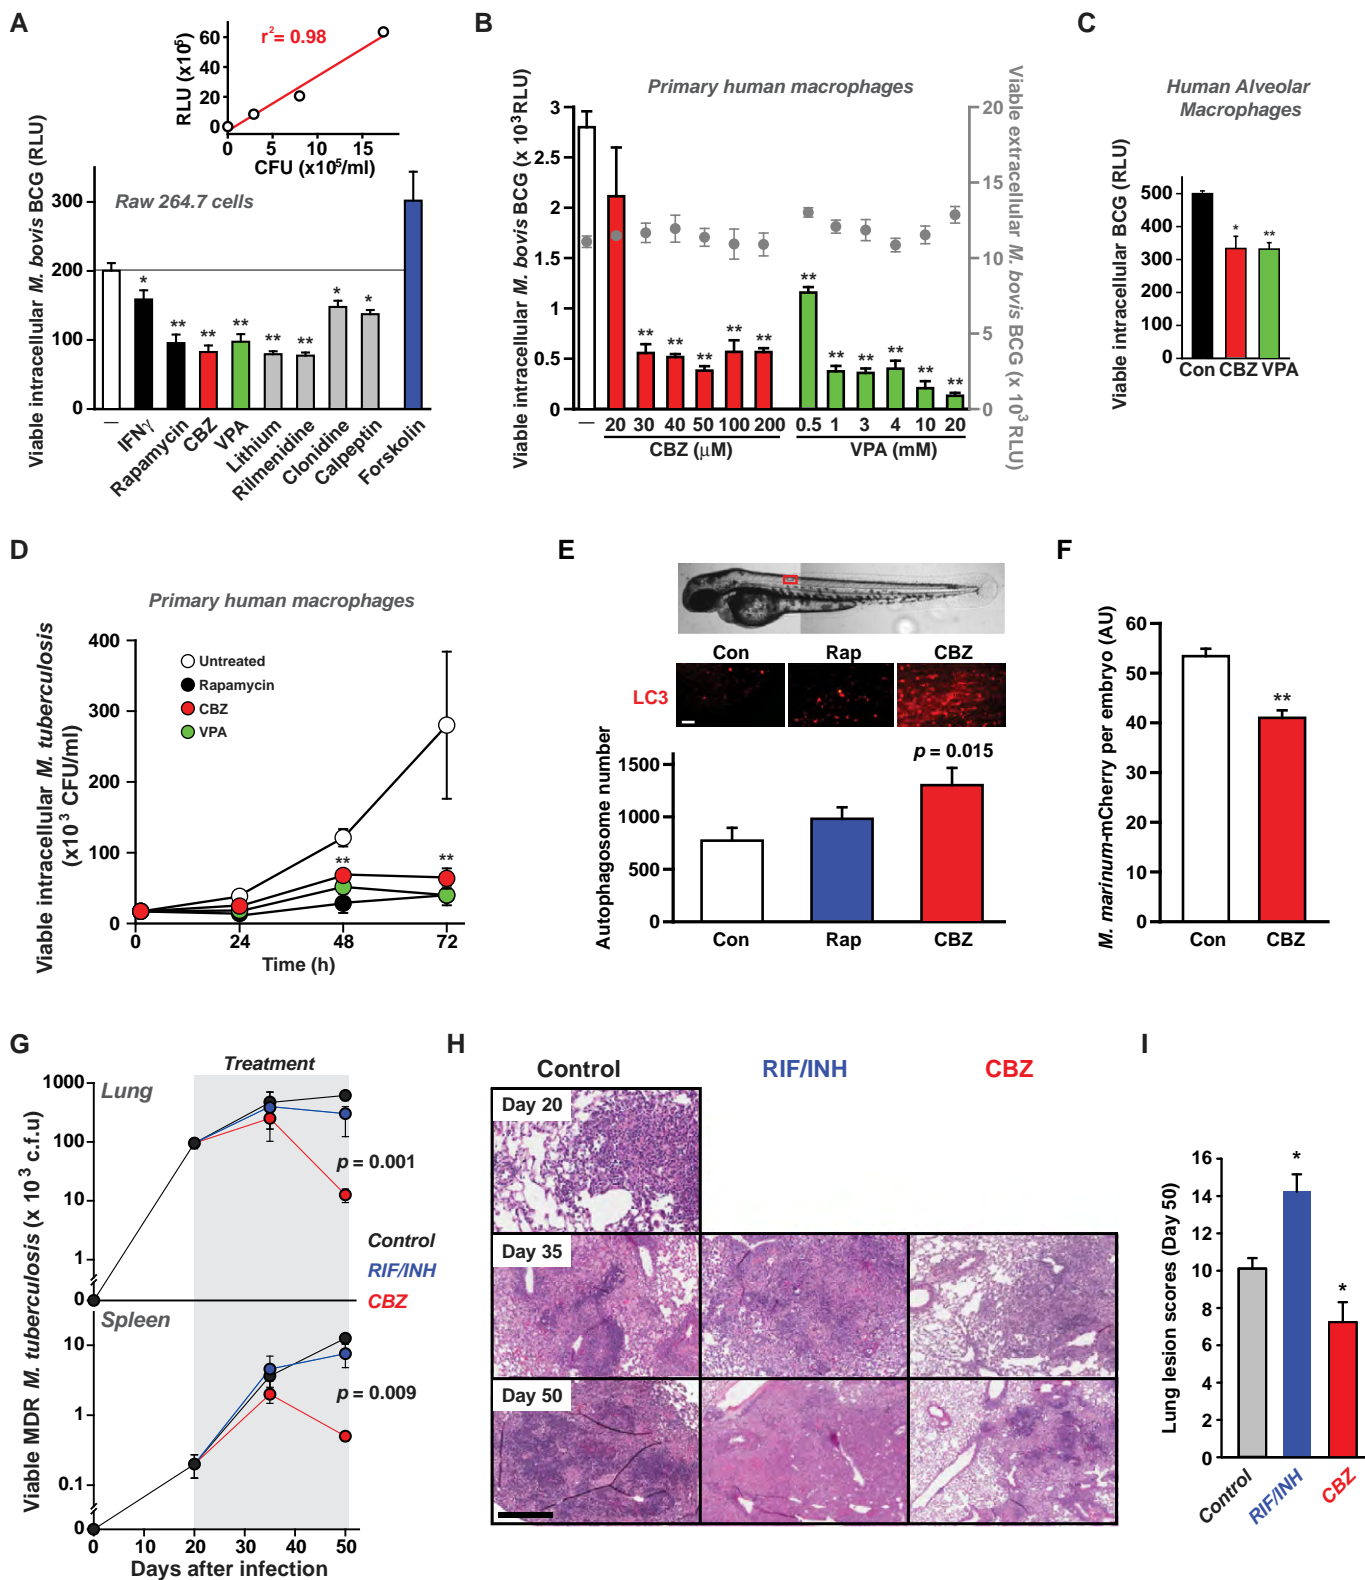 A
r² = 0.98
RLU (x10⁵)
60
40
20
0
0 5 10 15
CFU (x10⁵/ml)
Viable intracellular M. bovis BCG (RLU)
Raw 264.7 cells
300
200
100
0
* ** ** ** ** ** * *
– IFNγ Rapamycin CBZ VPA Lithium Rilmenidine Clonidine Calpeptin Forskolin
B
Primary human macrophages
Viable intracellular M. bovis BCG (x 10³ RLU)
3
2.5
2
1.5
1
0.5
0
** ** ** ** ** ** ** ** ** ** **
– 20 30 40 50 100 200 0.5 1 3 4 10 20
CBZ (μM) VPA (mM)
20
15
10
5
0
Viable extracellular M. bovis BCG (x 10³ RLU)
C
Human Alveolar
Macrophages
Viable intracellular BCG (RLU)
500
400
300
200
100
0
* **
Con CBZ VPA
D
Primary human macrophages
Viable intracellular M. tuberculosis
(x10³ CFU/ml)
400
300
200
100
0
Untreated
Rapamycin
CBZ
VPA
** **
0 24 48 72
Time (h)
E
Con Rap CBZ
LC3
Autophagosome number
p = 0.015
1500
1000
500
0
Con Rap CBZ
F
M. marinum-mCherry per embryo (AU)
60
50
40
30
20
10
0
**
Con CBZ
G
Treatment
Viable MDR M. tuberculosis (x 10³ c.f.u)
Lung
1000
100
10
1
0
p = 0.001
Control
RIF/INH
CBZ
Spleen
10
1
0.1
0
p = 0.009
0 10 20 30 40 50
Days after infection
H
Control RIF/INH CBZ
Day 20
Day 35
Day 50
I
Lung lesion scores (Day 50)
16
14
12
10
8
6
4
2
0
* *
Control RIF/INH CBZ